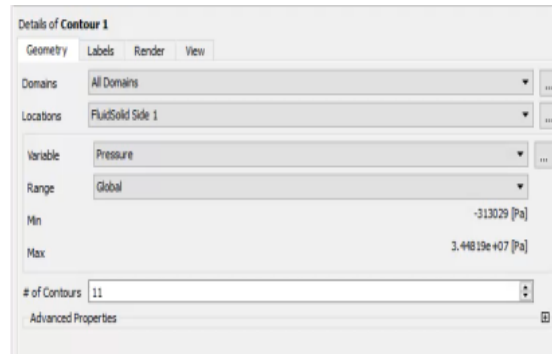 Details of Contour 1
Geometry Labels Render View
Domains All Domains ...
Locations FluidSolid Side 1 ...
Variable Pressure ...
Range Global
Min -313029 [Pa]
Max 3.44819e+07 [Pa]
# of Contours 11
Advanced Properties